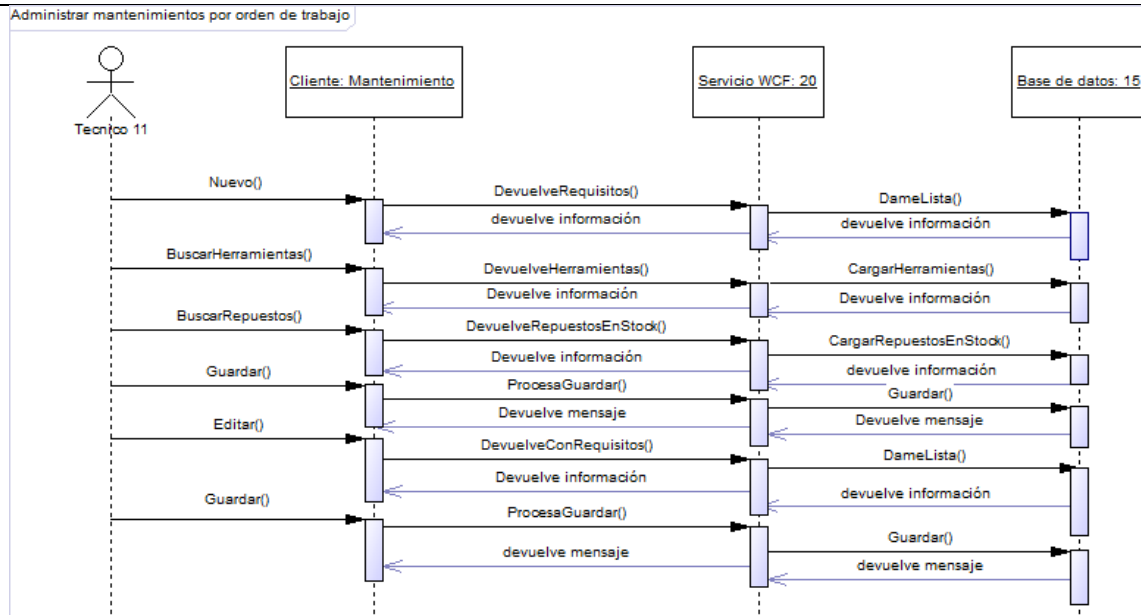 Administrar mantenimientos por orden de trabajo
Cliente: Mantenimiento
Servicio WCF: 20
Base de datos: 15
Tecnico 11
Nuevo()
DevuelveRequisitos()
DameLista()
devuelve información
devuelve información
BuscarHerramientas()
DevuelveHerramientas()
CargarHerramientas()
Devuelve información
Devuelve información
BuscarRepuestos()
DevuelveRepuestosEnStock()
CargarRepuestosEnStock()
Devuelve información
devuelve información
Guardar()
ProcesaGuardar()
Guardar()
Devuelve mensaje
Devuelve mensaje
Editar()
DevuelveConRequisitos()
DameLista()
Devuelve información
devuelve información
Guardar()
ProcesaGuardar()
Guardar()
devuelve mensaje
devuelve mensaje